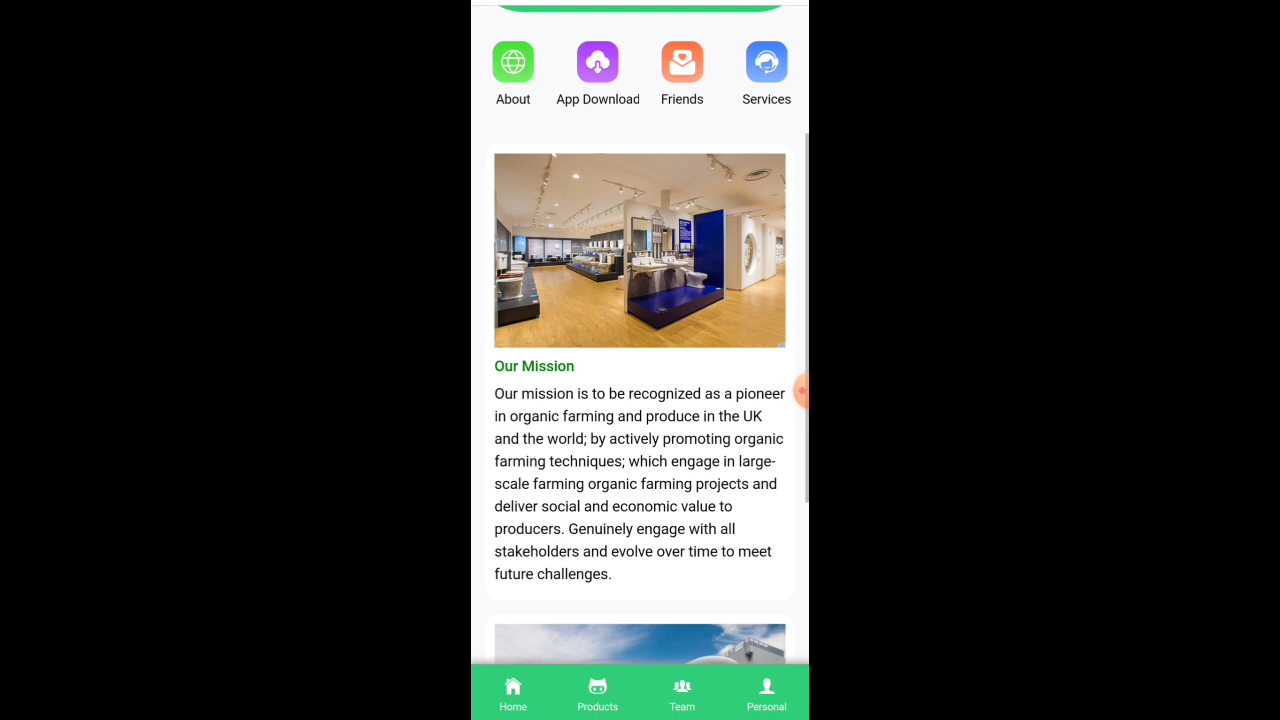 About
App Download
Friends
Services
Our Mission
Our mission is to be recognized as a pioneer
in organic farming and produce in the UK
and the world; by actively promoting organic
farming techniques; which engage in large-
scale farming organic farming projects and
deliver social and economic value to
producers. Genuinely engage with all
stakeholders and evolve over time to meet
future challenges.
Home
Products
Team
Personal